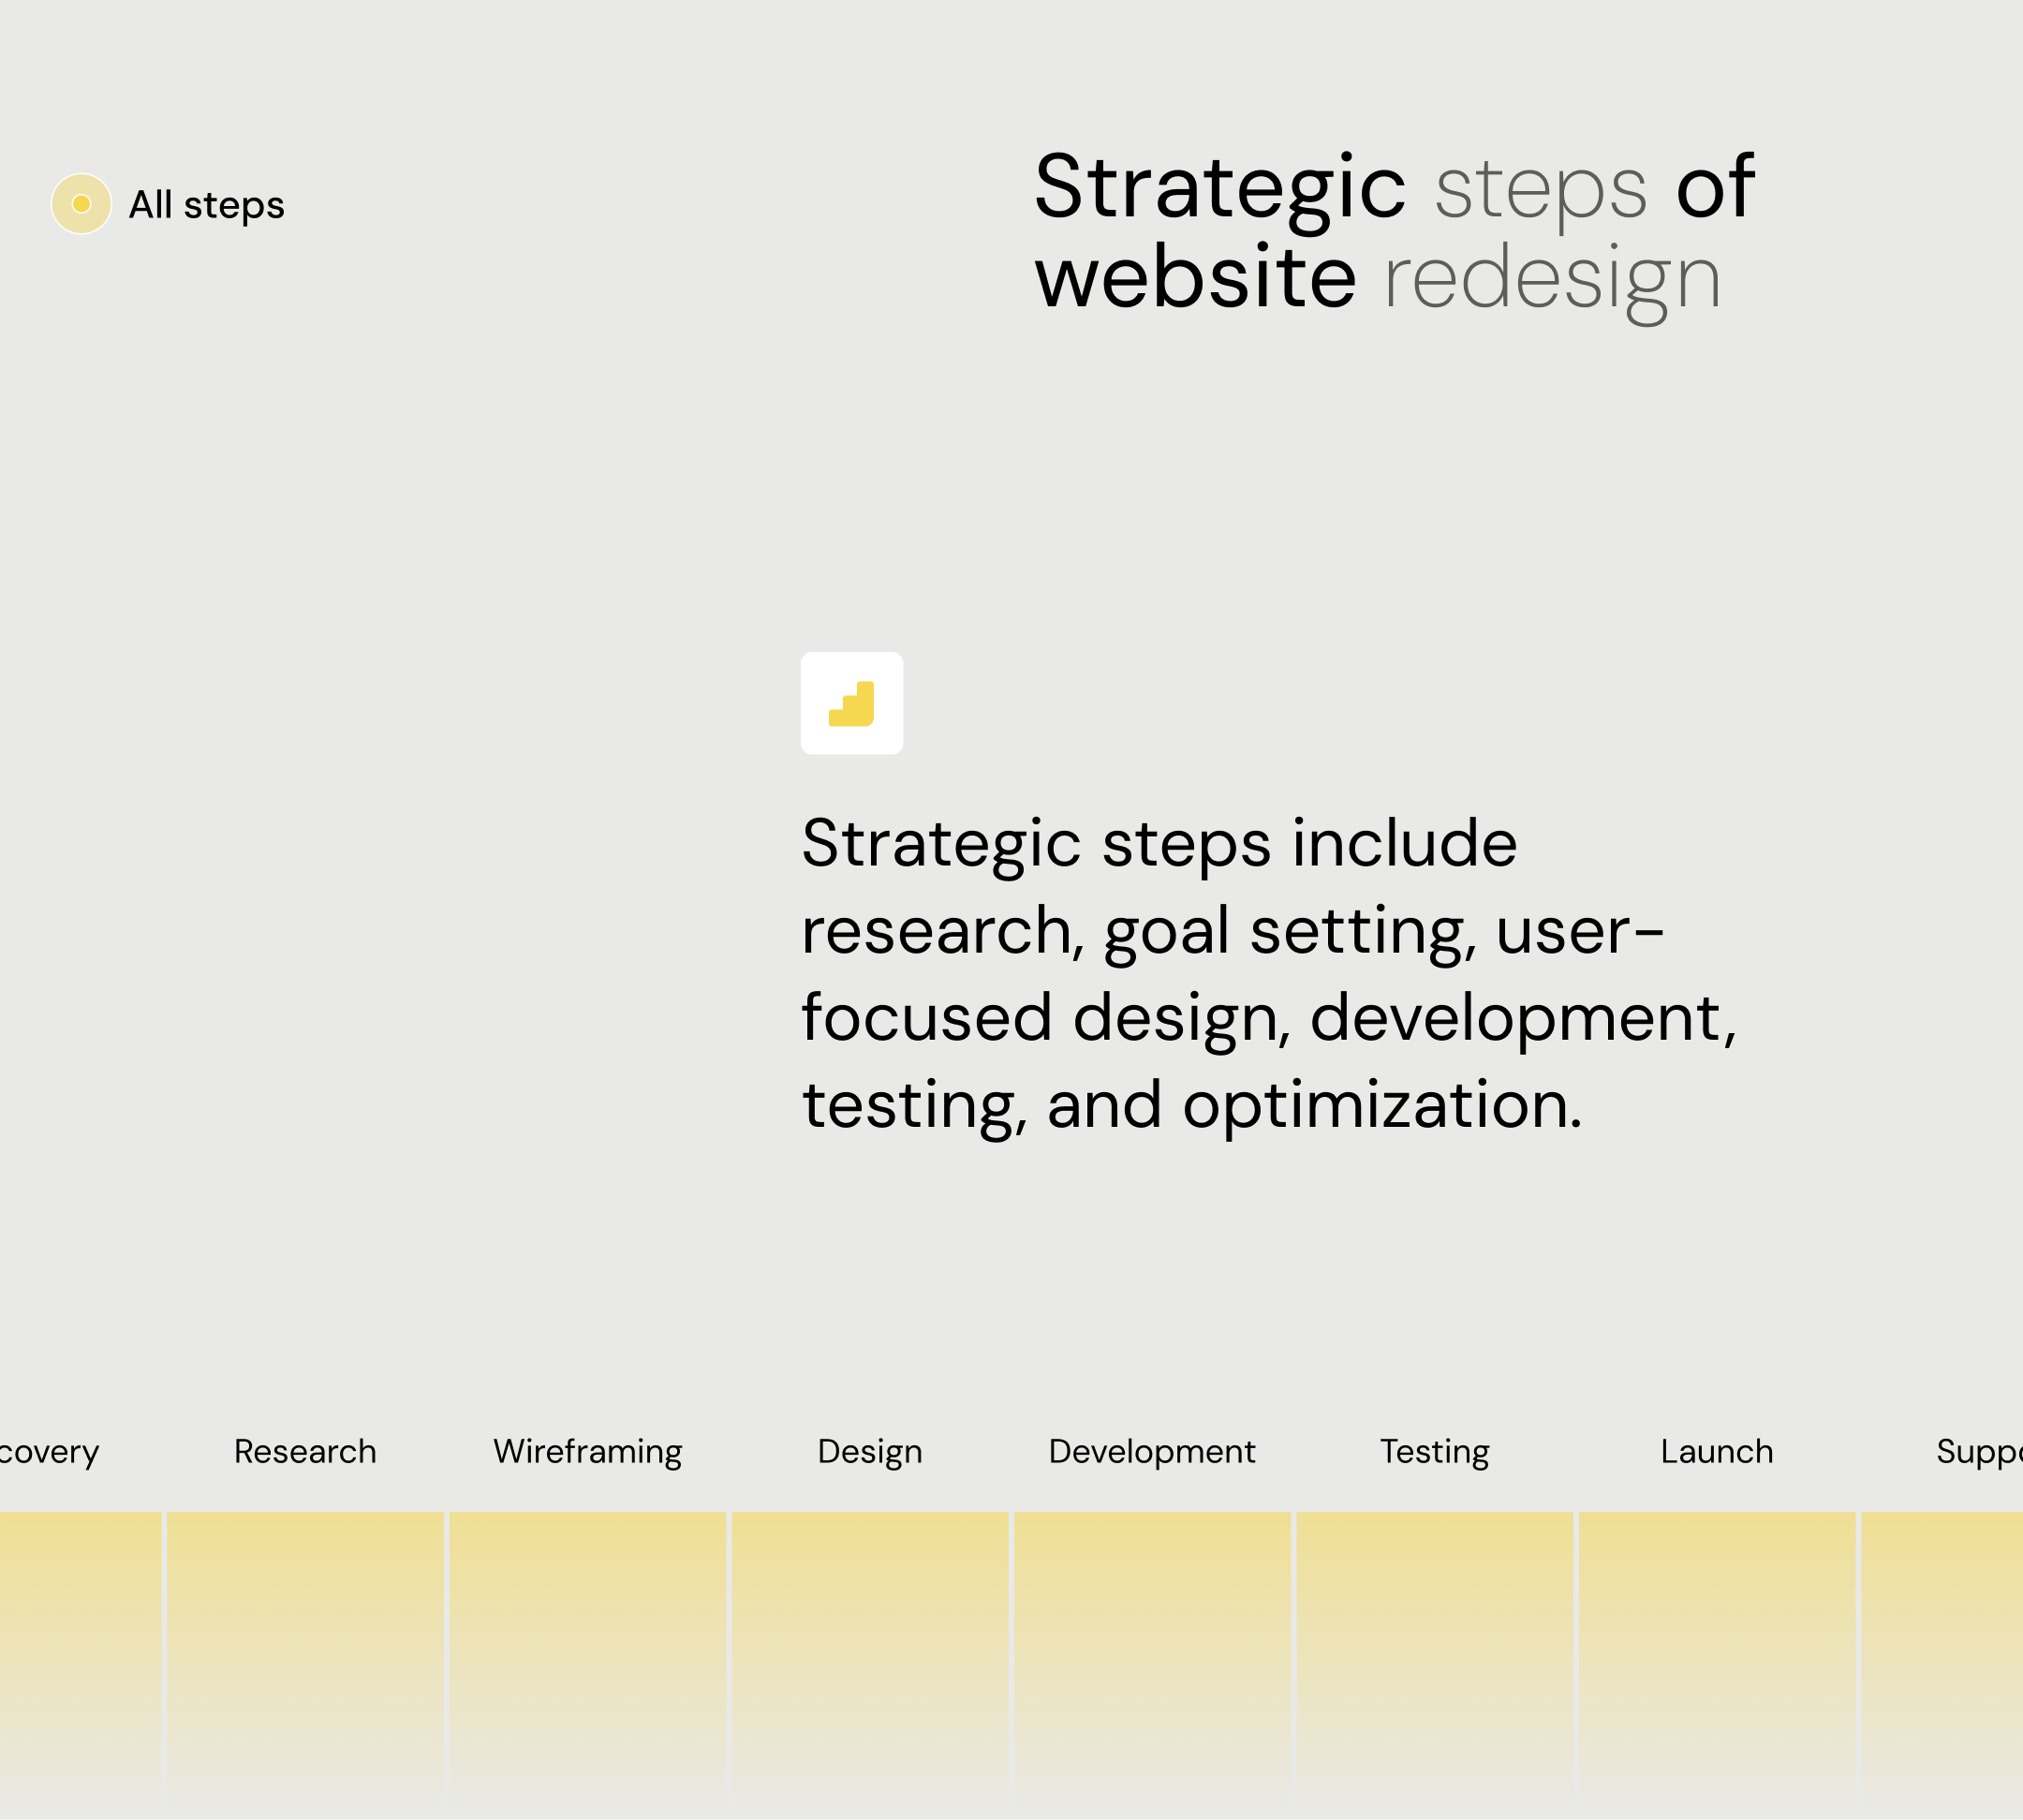 All steps
Strategic steps of
website redesign
Strategic steps include
research, goal setting, user-
focused design, development,
testing, and optimization.
covery Research Wireframing Design Development Testing Launch Suppo